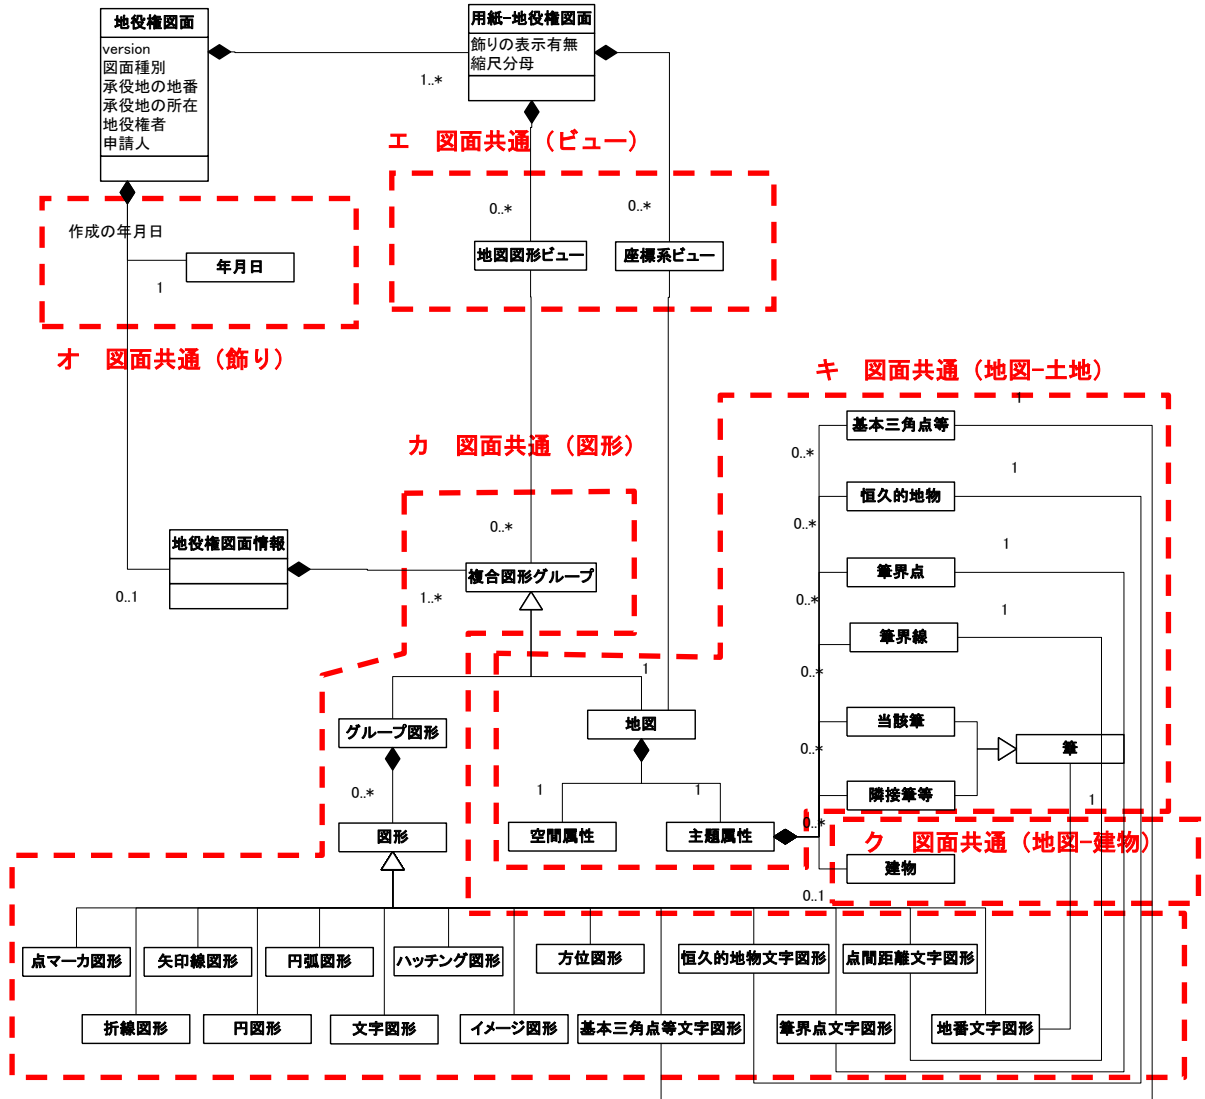 地役権図面
version
図面種別
承役地の地番
承役地の所在
地役権者
申請人
用紙-地役権図面
飾りの表示有無
縮尺分母
1..*
エ　図面共通（ビュー）
0..*
0..*
地図図形ビュー
座標系ビュー
作成の年月日
年月日
1
オ　図面共通（飾り）
キ　図面共通（地図-土地）
1
基本三角点等
0..*
カ　図面共通（図形）
1
恒久的地物
0..*
0..*
地役権図面情報
1
筆界点
複合図形グループ
0..1
1..*
0..*
1
筆界線
1
0..*
グループ図形
地図
当該筆
筆
0..*
0..*
1
1
隣接筆等
1
図形
空間属性
主題属性
0..*
ク　図面共通（地図-建物）
建物
0..1
点マーカ図形
矢印線図形
円弧図形
ハッチング図形
方位図形
恒久的地物文字図形
点間距離文字図形
折線図形
円図形
文字図形
イメージ図形
基本三角点等文字図形
筆界点文字図形
地番文字図形